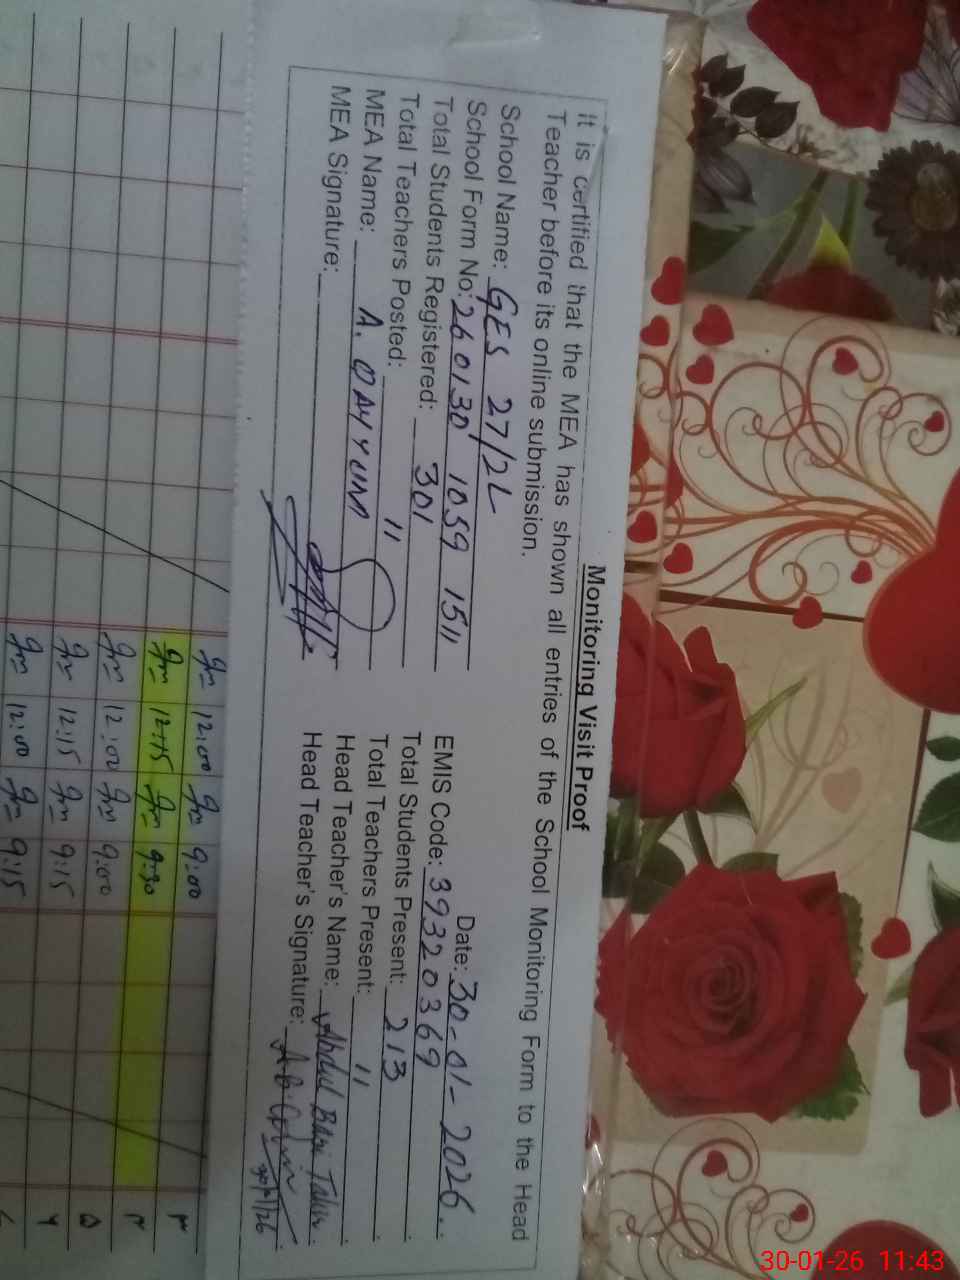 Monitoring Visit Proof
It is certified that the MEA has shown all entries of the School Monitoring Form to the Head
Teacher before its online submission.
School Name: GES 27/2L Date: 30-01-2026.
School Form No: 260130 1059 1511 EMIS Code: 39320369
Total Students Registered: 301 Total Students Present: 213
Total Teachers Posted: 11 Total Teachers Present: 11
MEA Name: A. QAYYUM Head Teacher's Name: Abdul Bari Tahir.
MEA Signature: Head Teacher's Signature:
12:00 9:00
12:15 9:30
12:00 9:00
12:15 9:15
12:00 9:15
30-01-26 11:43